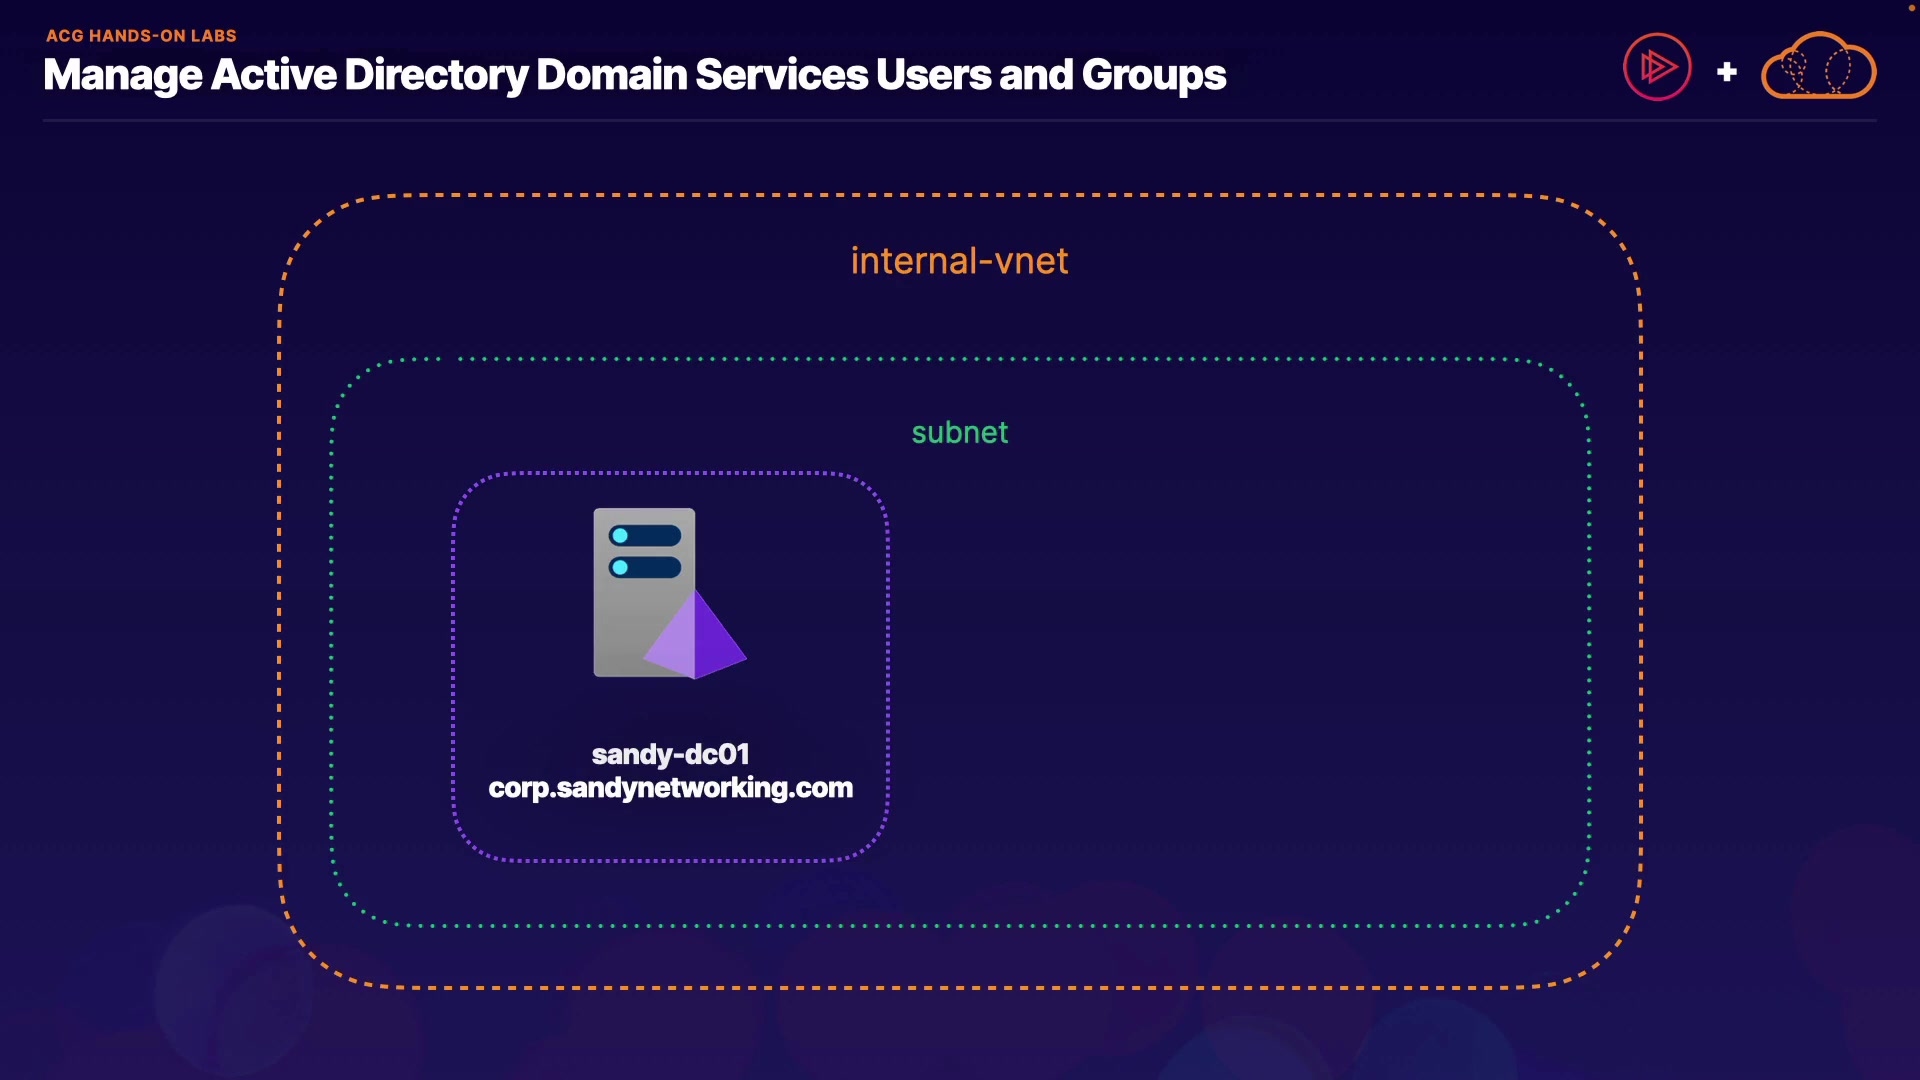 ACG HANDS-ON LABS
Manage Active Directory Domain Services Users and Groups
internal-vnet
subnet
sandy-dc01
corp.sandynetworking.com